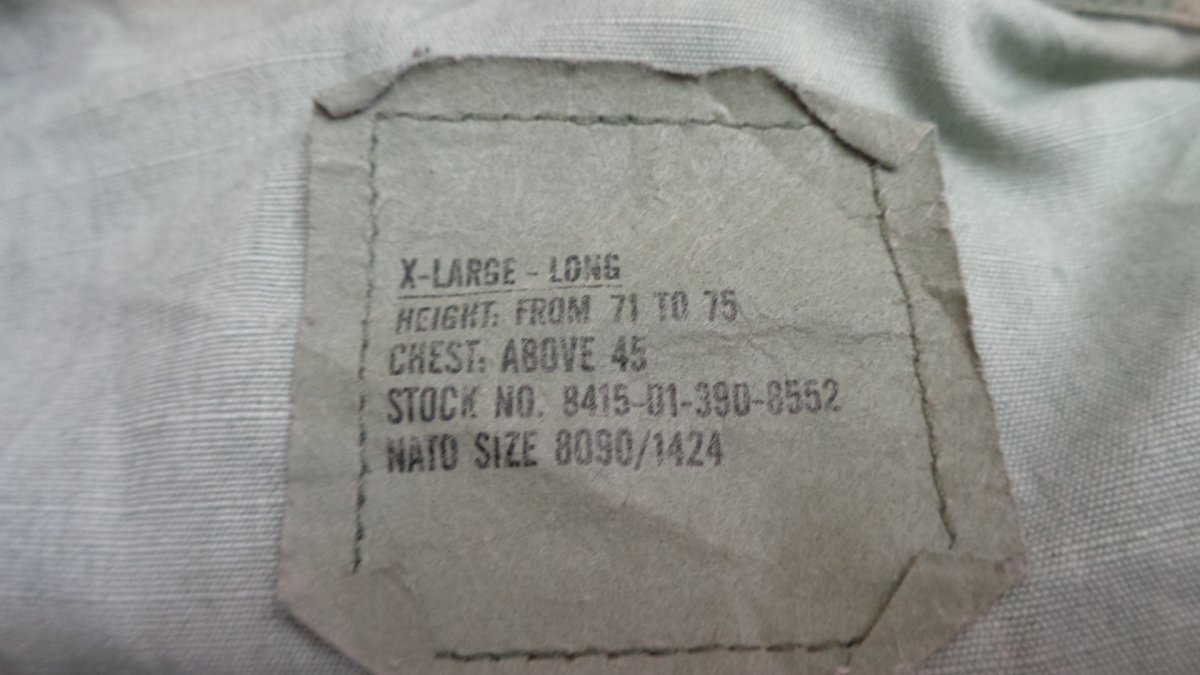 X-LARGE - LONG
HEIGHT: FROM 71 TO 75
CHEST: ABOVE 45
STOCK NO. 8415-01-390-8552
NATO SIZE 8090/1424